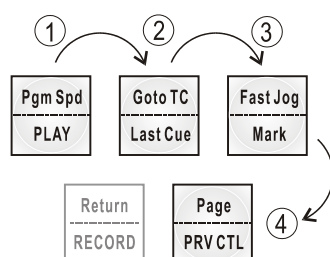 1 2 3
Pgm Spd Goto TC Fast Jog
PLAY Last Cue Mark
4
Return Page
RECORD PRV CTL